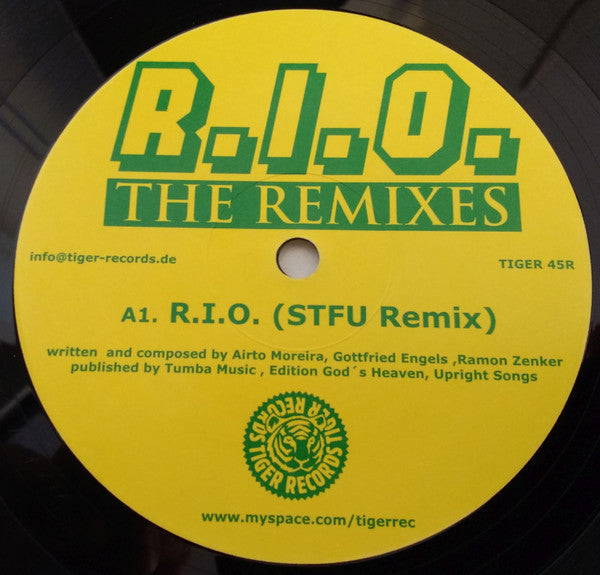 R.I.O.
THE REMIXES
info@tiger-records.de TIGER 45R
A1. R.I.O. (STFU Remix)
written and composed by Airto Moreira, Gottfried Engels ,Ramon Zenker
published by Tumba Music , Edition God´s Heaven, Upright Songs
TIGER RECORDS TIGER RECORDS
www.myspace.com/tigerrec